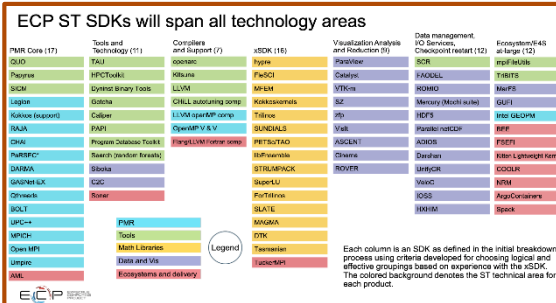 ECP ST SDKs will span all technology areas
PMR Core (17)
QUO
Papyrus
SICM
Legion
Kokkos (support)
RAJA
CHAI
PaRSEC*
DARMA
GASNet-EX
Qthreads
BOLT
UPC++
MPICH
Open MPI
Umpire
AML
Tools and
Technology (11)
TAU
HPCToolkit
Dyninst Binary Tools
Gotcha
Caliper
PAPI
Program Database Toolkit
Search (random forests)
Siboka
C2C
Sonar
Compilers
and Support (7)
openarc
Kitsune
LLVM
CHiLL autotuning comp
LLVM openMP comp
OpenMP V & V
Flang/LLVM Fortran comp
xSDK (16)
hypre
FleSCI
MFEM
Kokkoskernels
Trilinos
SUNDIALS
PETSc/TAO
libEnsemble
STRUMPACK
SuperLU
ForTrilinos
SLATE
MAGMA
DTK
Tasmanian
TuckerMPI
Visualization Analysis
and Reduction (9)
ParaView
Catalyst
VTK-m
SZ
zfp
VisIt
ASCENT
Cinema
ROVER
Data management,
I/O Services,
Checkpoint restart (12)
SCR
FAODEL
ROMIO
Mercury (Mochi suite)
HDF5
Parallel netCDF
ADIOS
Darshan
UnifyCR
VeloC
IOSS
HXHIM
Ecosystem/E4S
at-large (12)
mpiFileUtils
TriBITS
MarFS
GUFI
Intel GEOPM
BEE
FSEFI
Kitten Lightweight Kernel
COOLR
NRM
ArgoContainers
Spack
PMR
Tools
Math Libraries
Data and Vis
Ecosystems and delivery
Legend
Each column is an SDK as defined in the initial breakdown
process using criteria developed for choosing logical and
effective groupings based on experience with the xSDK.
The colored background denotes the ST technical area for
each product.
ECP